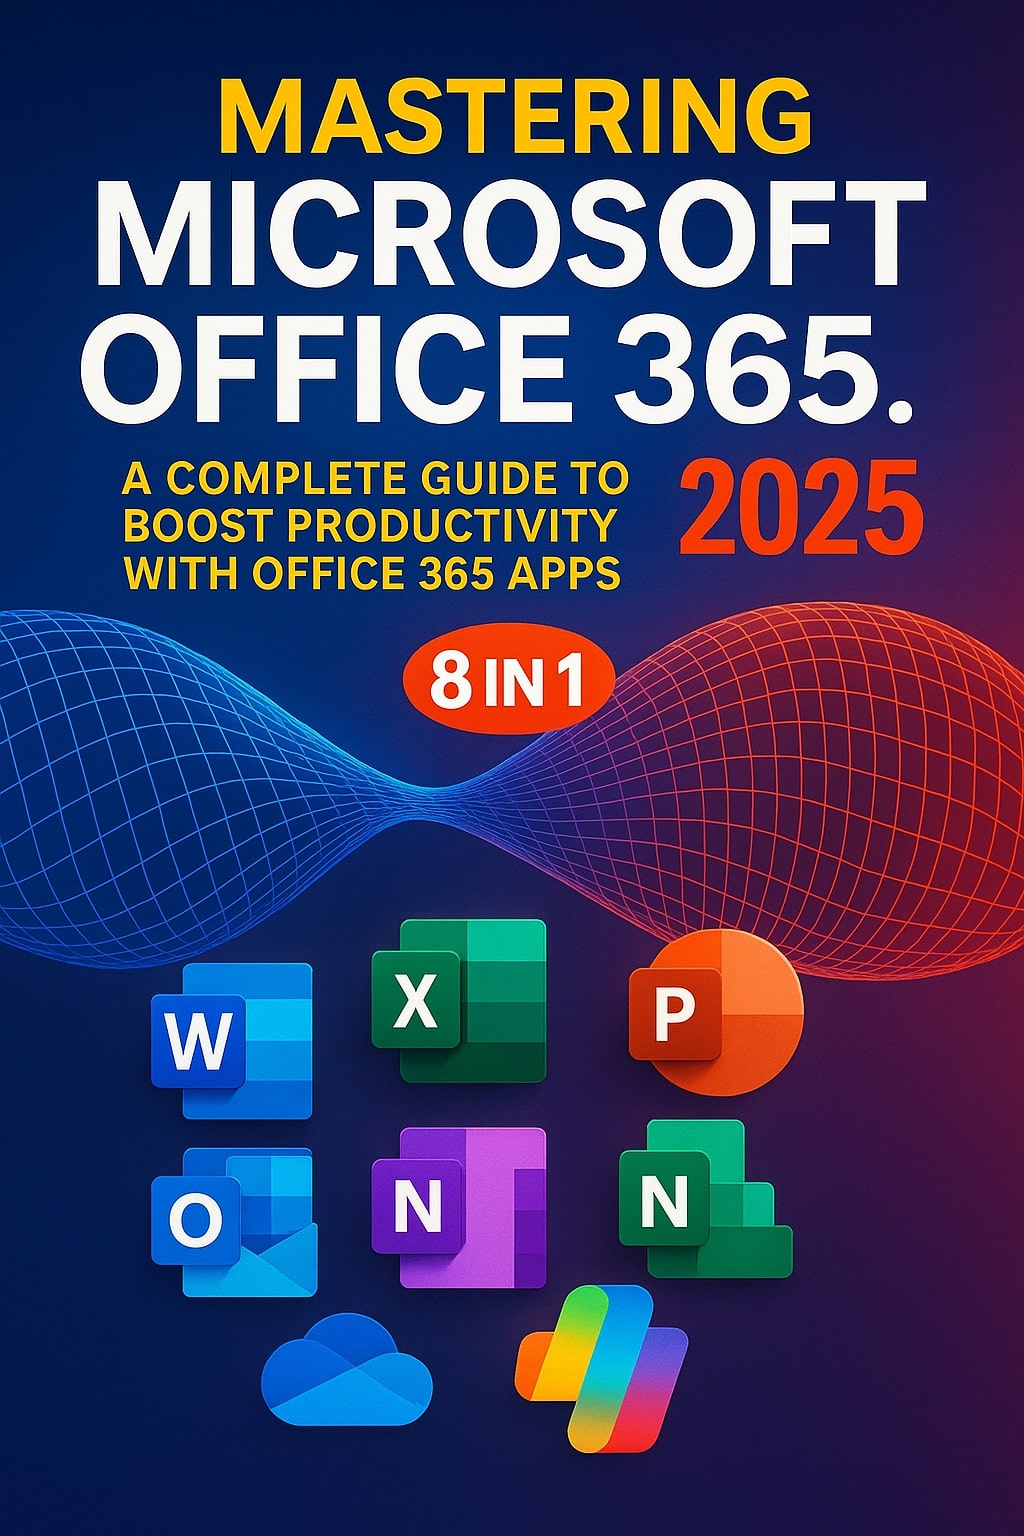 MASTERING
MICROSOFT
OFFICE 365.
A COMPLETE GUIDE TO
BOOST PRODUCTIVITY
WITH OFFICE 365 APPS
2025
8 IN 1
W
X
P
O
N
N